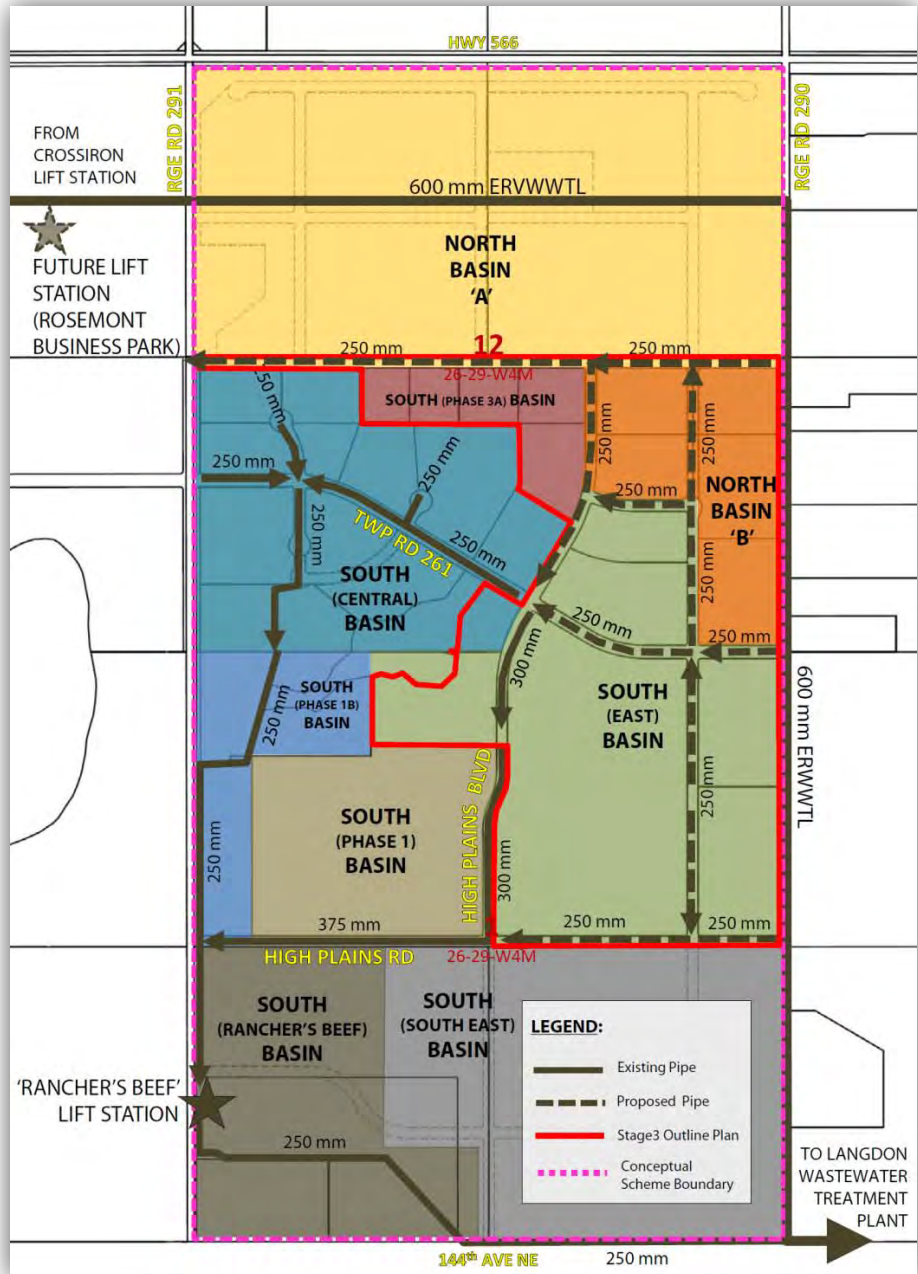 HWY 566
RGE RD 291
RGE RD 290
FROM
CROSSIRON
LIFT STATION
600 mm ERVWWTL
FUTURE LIFT
STATION
(ROSEMONT
BUSINESS PARK)
NORTH
BASIN
'A'
250 mm
12
250 mm
26-29-W4M
SOUTH (PHASE 3A) BASIN
250 mm
250 mm
250 mm
250 mm
250 mm
250 mm
250 mm
NORTH
BASIN
'B'
TWP RD 261
250 mm
250 mm
SOUTH
(CENTRAL)
BASIN
250 mm
250 mm
300 mm
SOUTH
(PHASE 1B)
BASIN
250 mm
SOUTH
(EAST)
BASIN
600 mm ERWWTL
250 mm
HIGH PLAINS BLVD
SOUTH
(PHASE 1)
BASIN
250 mm
300 mm
375 mm
250 mm
250 mm
HIGH PLAINS RD
26-29-W4M
SOUTH
(RANCHER'S BEEF)
BASIN
SOUTH
(SOUTH EAST)
BASIN
LEGEND:
Existing Pipe
Proposed Pipe
Stage3 Outline Plan
Conceptual
Scheme Boundary
'RANCHER'S BEEF'
LIFT STATION
250 mm
TO LANGDON
WASTEWATER
TREATMENT
PLANT
144th AVE NE
250 mm